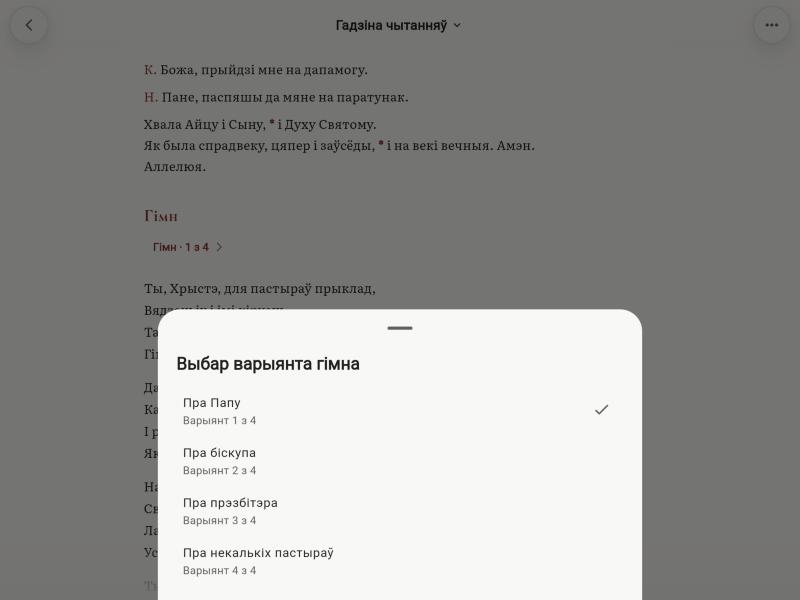 Гадзіна чытанняў
К. Божа, прыйдзі мне на дапамогу.
Н. Пане, паспяшы да мяне на паратунак.
Хвала Айцу і Сыну, * і Духу Святому.
Як была спрадвеку, цяпер і заўсёды, * і на векі вечныя. Амэн.
Аллелюя.
Гімн
Гімн · 1 з 4
Ты, Хрыстэ, для пастыраў прыклад,
Выбар варыянта гімна
Пра Папу
Варыянт 1 з 4
Пра біскупа
Варыянт 2 з 4
Пра прэзбітэра
Варыянт 3 з 4
Пра некалькіх пастыраў
Варыянт 4 з 4